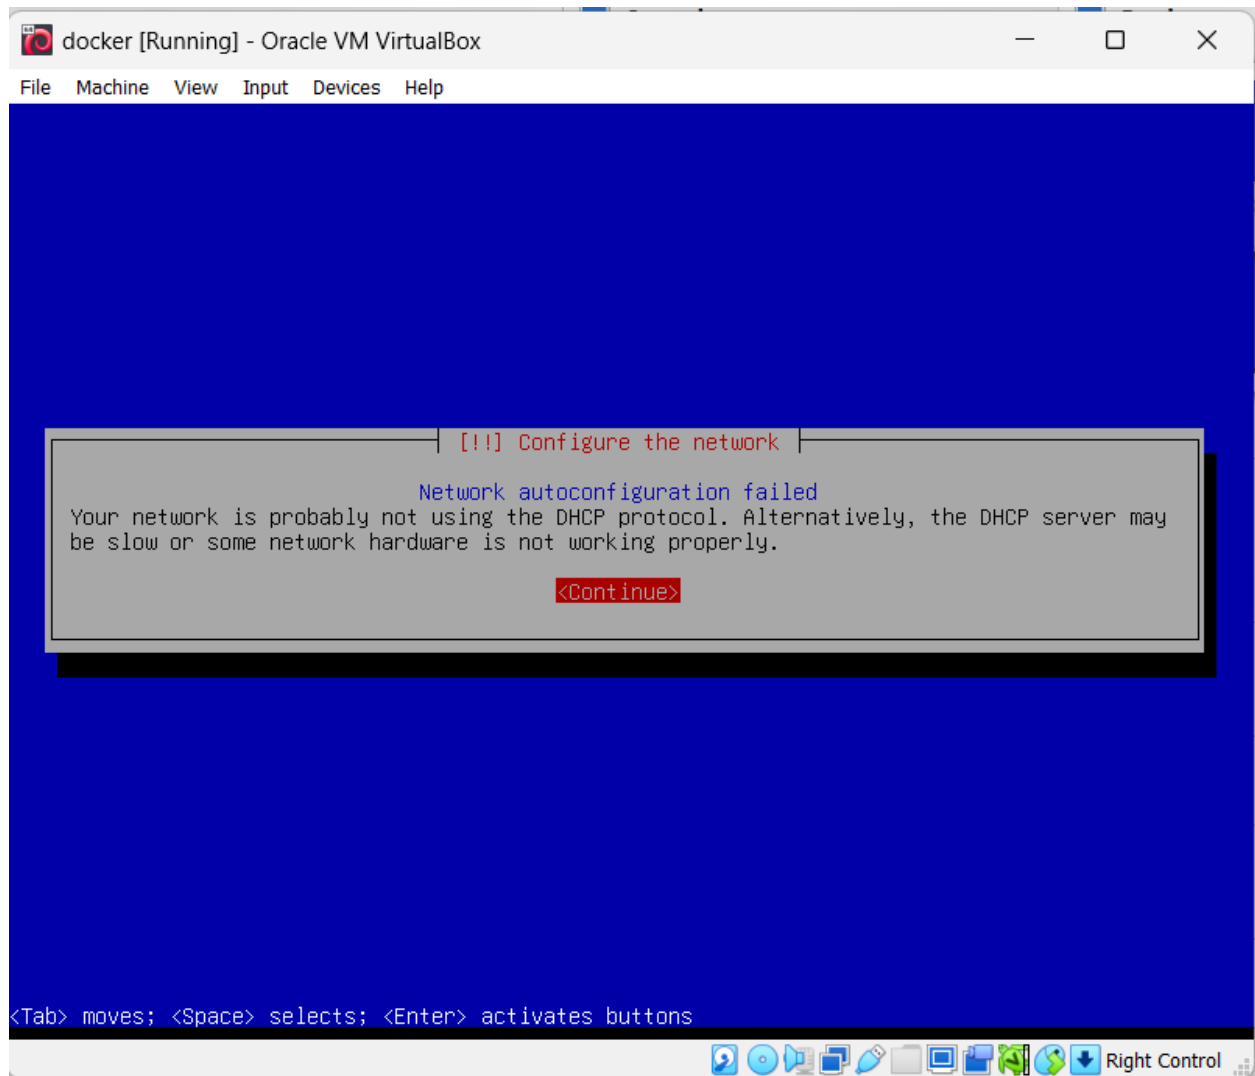 docker [Running] - Oracle VM VirtualBox
File Machine View Input Devices Help
[!!] Configure the network
Network autoconfiguration failed
Your network is probably not using the DHCP protocol. Alternatively, the DHCP server may
be slow or some network hardware is not working properly.
<Continue>
<Tab> moves; <Space> selects; <Enter> activates buttons
Right Control